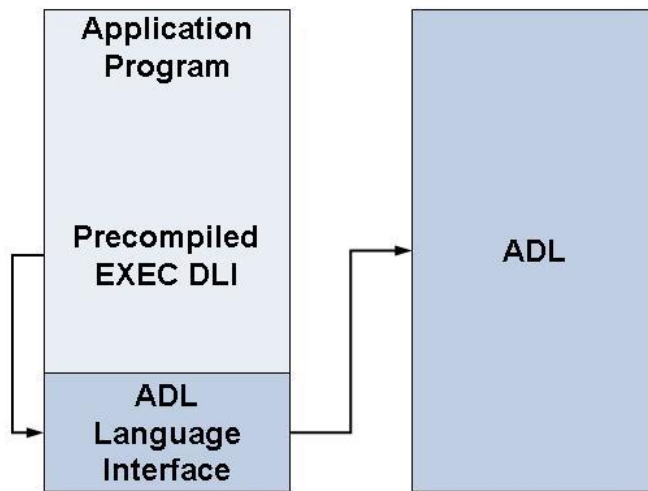 Application
Program
Precompiled
EXEC DLI
ADL
Language
Interface
ADL